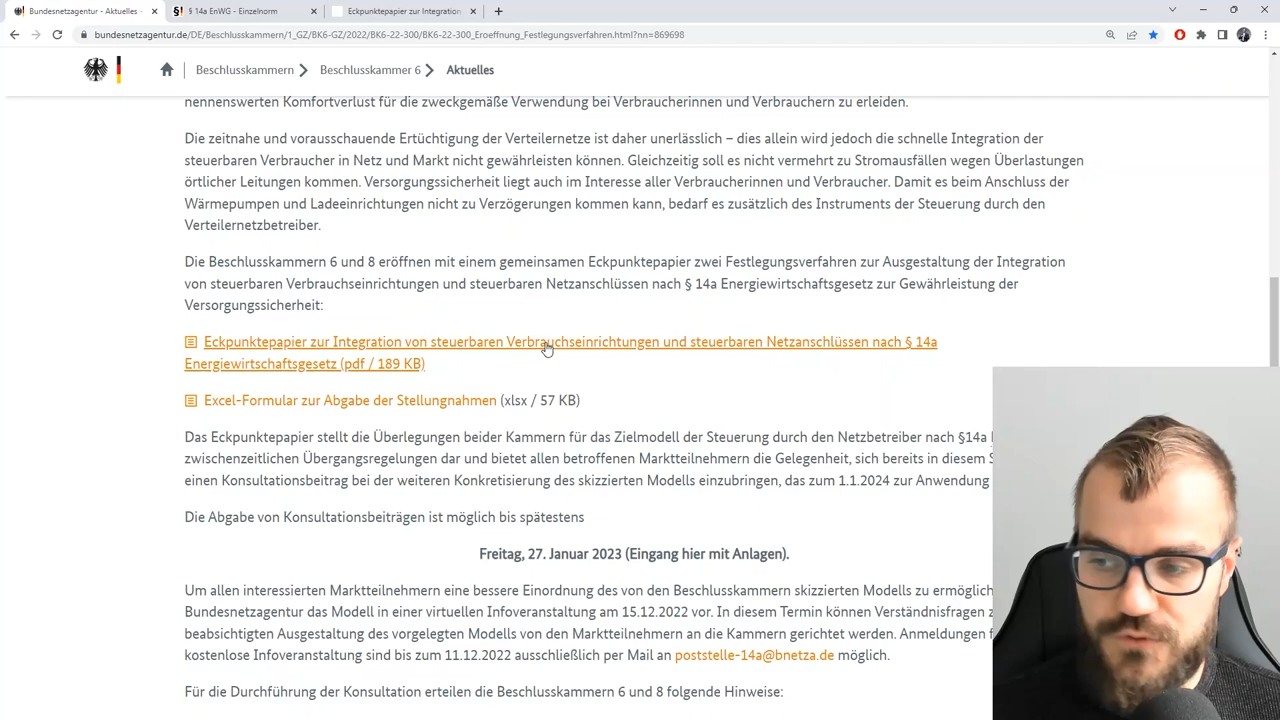 Bundesnetzagentur - Aktuelles -
§ 14a EnWG - Einzelnorm
Eckpunktepapier zur Integration
bundesnetzagentur.de/DE/Beschlusskammern/1_GZ/BK6-GZ/2022/BK6-22-300/BK6-22-300_Eroeffnung_Festlegungsverfahren.html?nn=869698
Beschlusskammern
Beschlusskammer 6
Aktuelles
nennenswerten Komfortverlust für die zweckgemäße Verwendung bei Verbraucherinnen und Verbrauchern zu erleiden.
Die zeitnahe und vorausschauende Ertüchtigung der Verteilernetze ist daher unerlässlich – dies allein wird jedoch die schnelle Integration der
steuerbaren Verbraucher in Netz und Markt nicht gewährleisten können. Gleichzeitig soll es nicht vermehrt zu Stromausfällen wegen Überlastungen
örtlicher Leitungen kommen. Versorgungssicherheit liegt auch im Interesse aller Verbraucherinnen und Verbraucher. Damit es beim Anschluss der
Wärmepumpen und Ladeeinrichtungen nicht zu Verzögerungen kommen kann, bedarf es zusätzlich des Instruments der Steuerung durch den
Verteilernetzbetreiber.
Die Beschlusskammern 6 und 8 eröffnen mit einem gemeinsamen Eckpunktepapier zwei Festlegungsverfahren zur Ausgestaltung der Integration
von steuerbaren Verbrauchseinrichtungen und steuerbaren Netzanschlüssen nach § 14a Energiewirtschaftsgesetz zur Gewährleistung der
Versorgungssicherheit:
Eckpunktepapier zur Integration von steuerbaren Verbrauchseinrichtungen und steuerbaren Netzanschlüssen nach § 14a
Energiewirtschaftsgesetz (pdf / 189 KB)
Excel-Formular zur Abgabe der Stellungnahmen (xlsx / 57 KB)
Das Eckpunktepapier stellt die Überlegungen beider Kammern für das Zielmodell der Steuerung durch den Netzbetreiber nach §14a
zwischenzeitlichen Übergangsregelungen dar und bietet allen betroffenen Marktteilnehmern die Gelegenheit, sich bereits in diesem
einen Konsultationsbeitrag bei der weiteren Konkretisierung des skizzierten Modells einzubringen, das zum 1.1.2024 zur Anwendung
Die Abgabe von Konsultationsbeiträgen ist möglich bis spätestens
Freitag, 27. Januar 2023 (Eingang hier mit Anlagen).
Um allen interessierten Marktteilnehmern eine bessere Einordnung des von den Beschlusskammern skizzierten Modells zu ermöglich
Bundesnetzagentur das Modell in einer virtuellen Infoveranstaltung am 15.12.2022 vor. In diesem Termin können Verständnisfragen
beabsichtigten Ausgestaltung des vorgelegten Modells von den Marktteilnehmern an die Kammern gerichtet werden. Anmeldungen
kostenlose Infoveranstaltung sind bis zum 11.12.2022 ausschließlich per Mail an poststelle-14a@bnetza.de möglich.
Für die Durchführung der Konsultation erteilen die Beschlusskammern 6 und 8 folgende Hinweise: